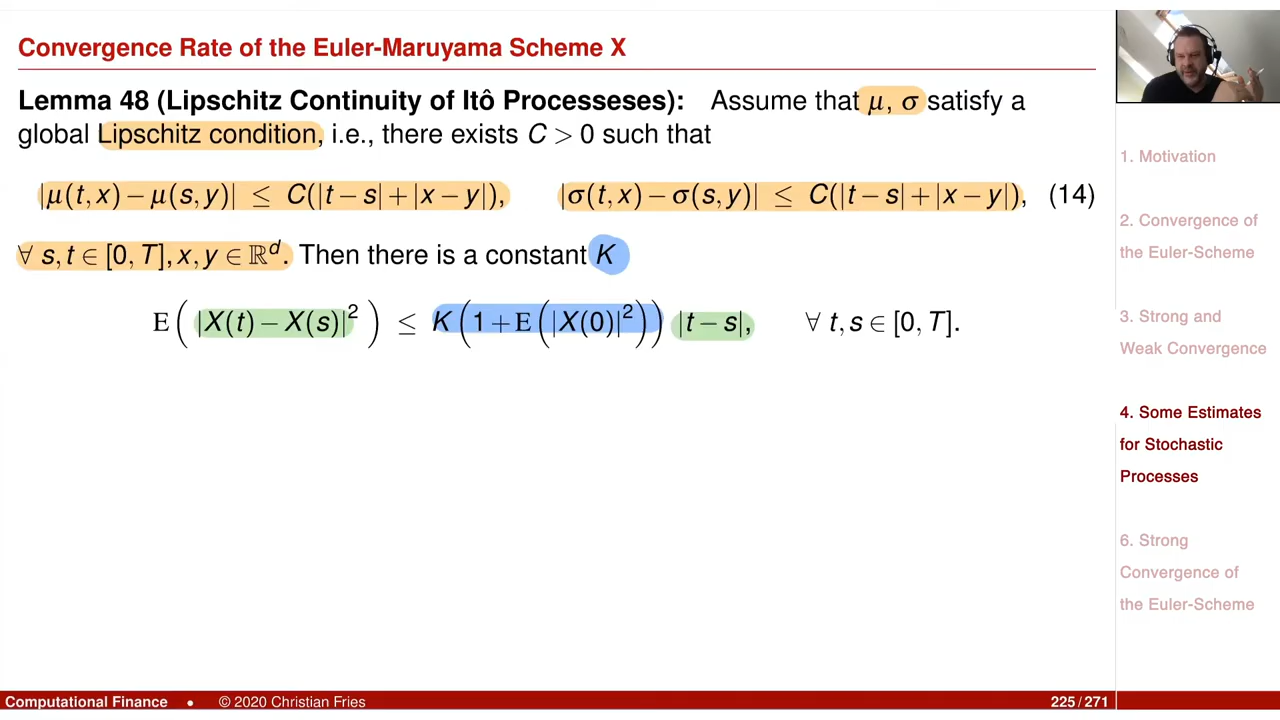 Convergence Rate of the Euler-Maruyama Scheme X
Lemma 48 (Lipschitz Continuity of Itô Processeses): Assume that μ, σ satisfy a
global Lipschitz condition, i.e., there exists C > 0 such that
|μ(t,x) − μ(s,y)| ≤ C(|t − s| + |x − y|), |σ(t,x) − σ(s,y)| ≤ C(|t − s| + |x − y|), (14)
∀ s,t ∈ [0,T], x,y ∈ ℝᵈ. Then there is a constant K
E(|X(t) − X(s)|²) ≤ K(1 + E(|X(0)|²)) |t − s|, ∀ t,s ∈ [0,T].
1. Motivation
2. Convergence of
the Euler-Scheme
3. Strong and
Weak Convergence
4. Some Estimates
for Stochastic
Processes
6. Strong
Convergence of
the Euler-Scheme
Computational Finance • © 2020 Christian Fries 225/271